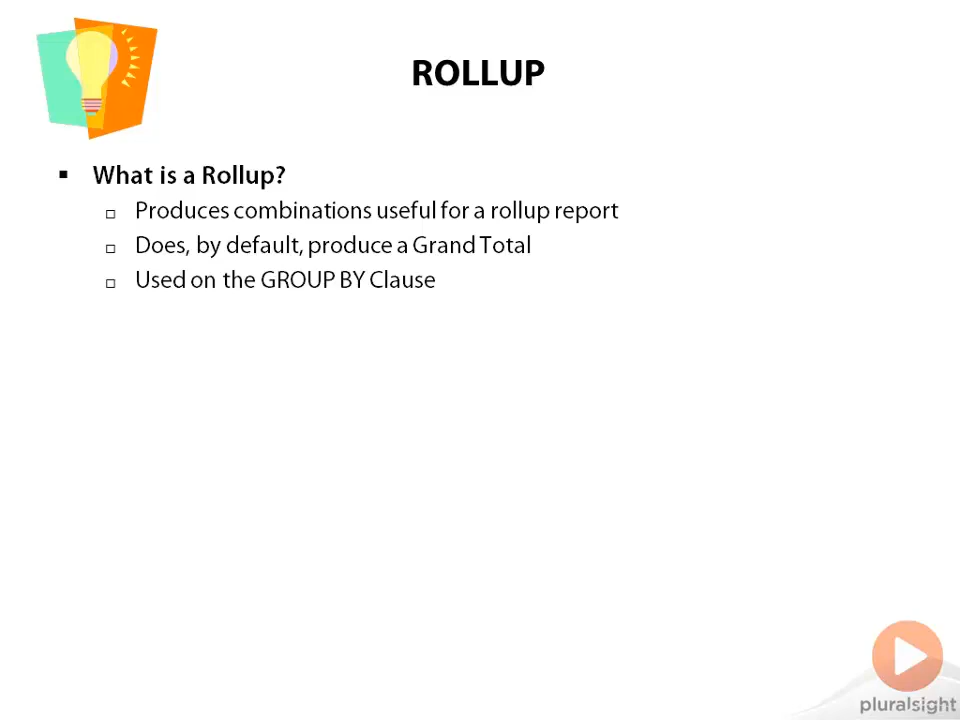 ROLLUP
What is a Rollup?
Produces combinations useful for a rollup report
Does, by default, produce a Grand Total
Used on the GROUP BY Clause
pluralsight